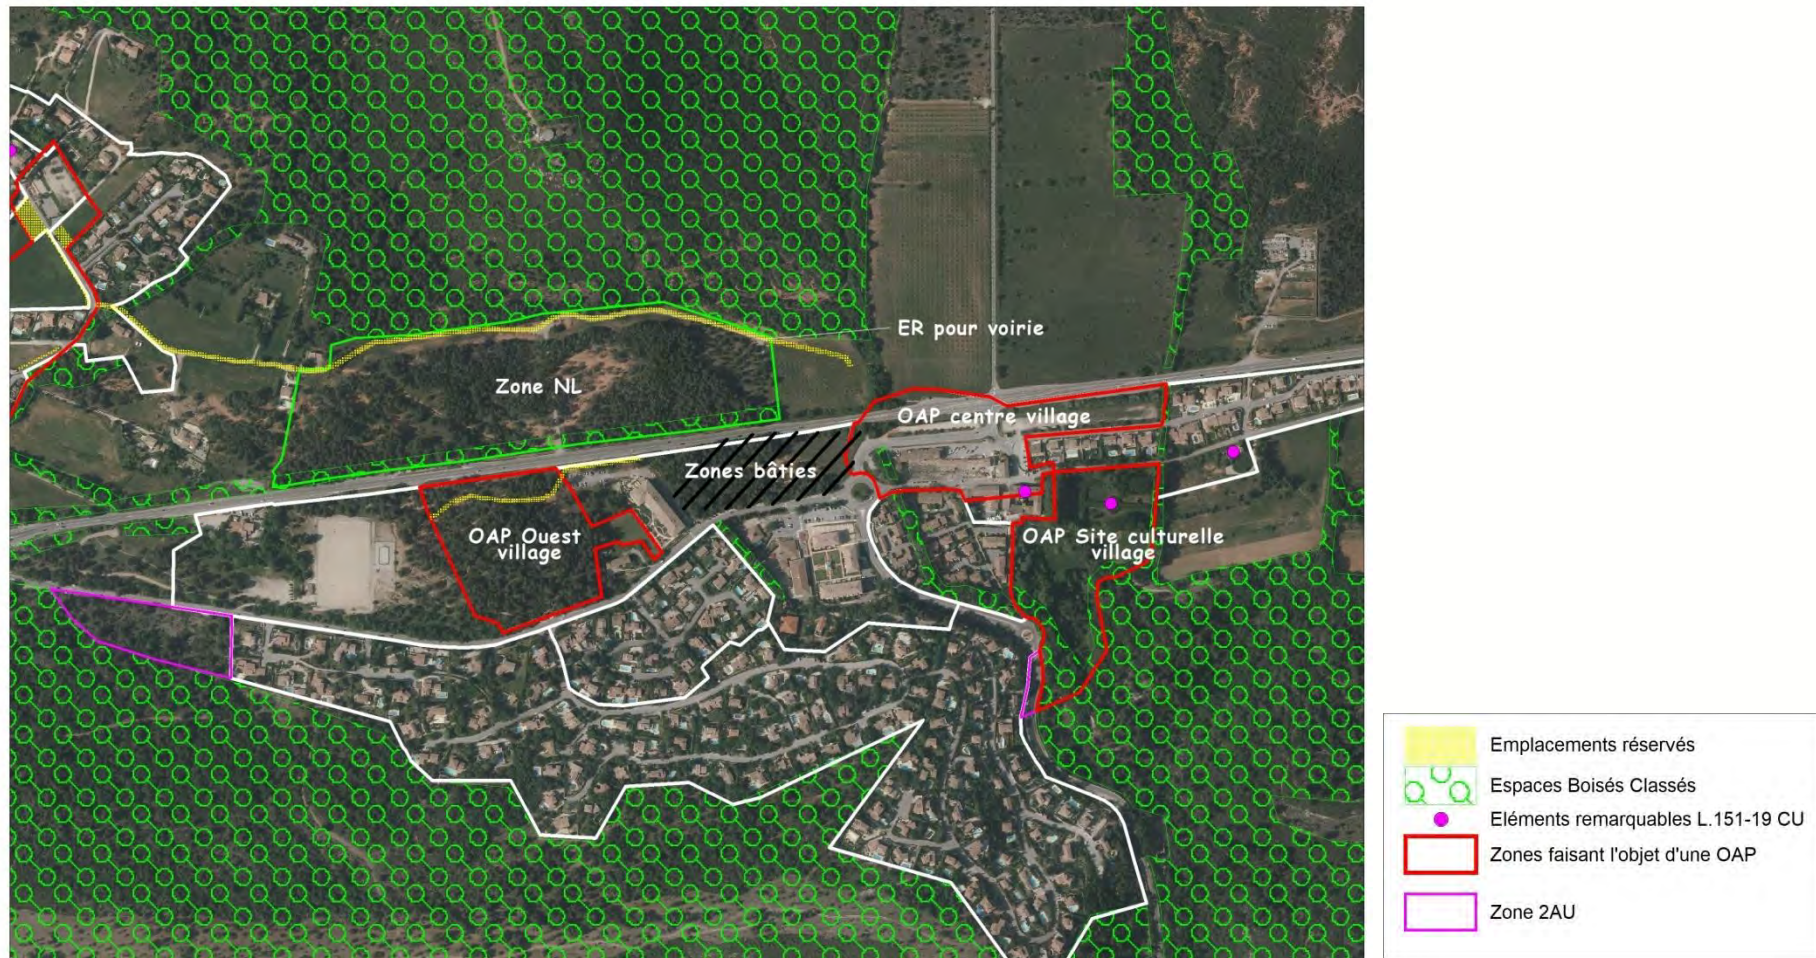 ER pour voirie
Zone NL
OAP centre village
Zones bâties
OAP Ouest
village
OAP Site culturelle
village
Emplacements réservés
Espaces Boisés Classés
Eléments remarquables L.151-19 CU
Zones faisant l'objet d'une OAP
Zone 2AU